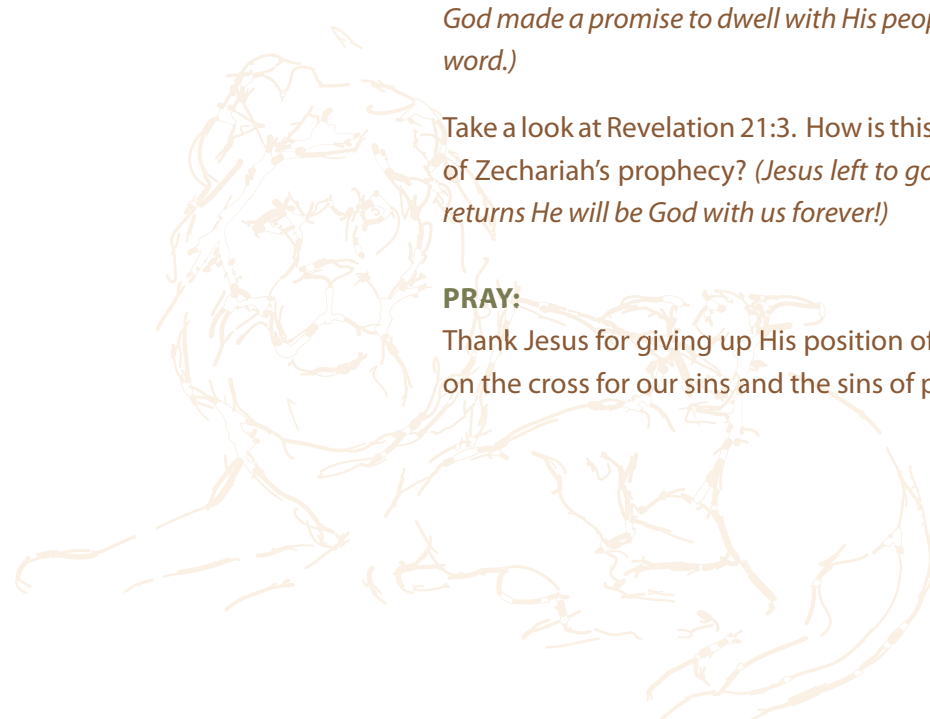 God made a promise to dwell with His peop
word.)
Take a look at Revelation 21:3. How is this
of Zechariah’s prophecy? (Jesus left to go
returns He will be God with us forever!)
PRAY:
Thank Jesus for giving up His position of
on the cross for our sins and the sins of p